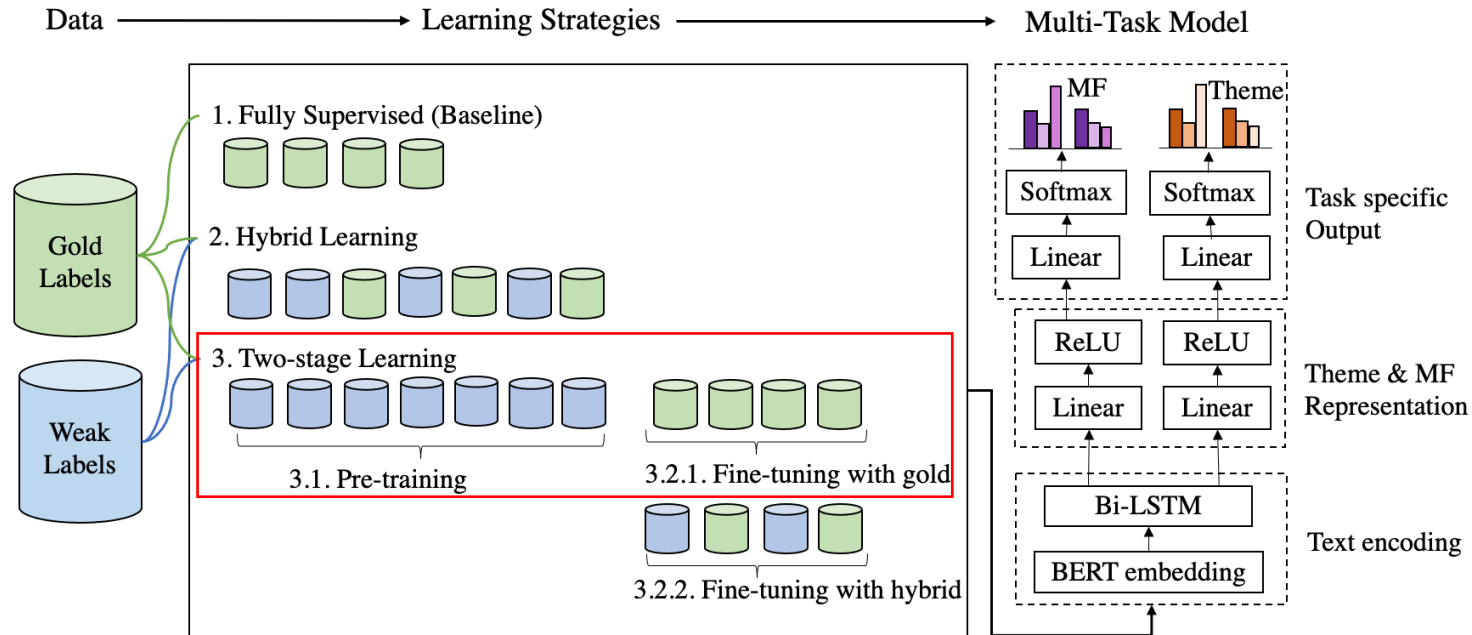 Data
Learning Strategies
Multi-Task Model
Gold
Labels
Weak
Labels
1. Fully Supervised (Baseline)
2. Hybrid Learning
3. Two-stage Learning
3.1. Pre-training
3.2.1. Fine-tuning with gold
3.2.2. Fine-tuning with hybrid
MF
Theme
Softmax
Softmax
Linear
Linear
Task specific
Output
ReLU
ReLU
Linear
Linear
Theme & MF
Representation
Bi-LSTM
BERT embedding
Text encoding